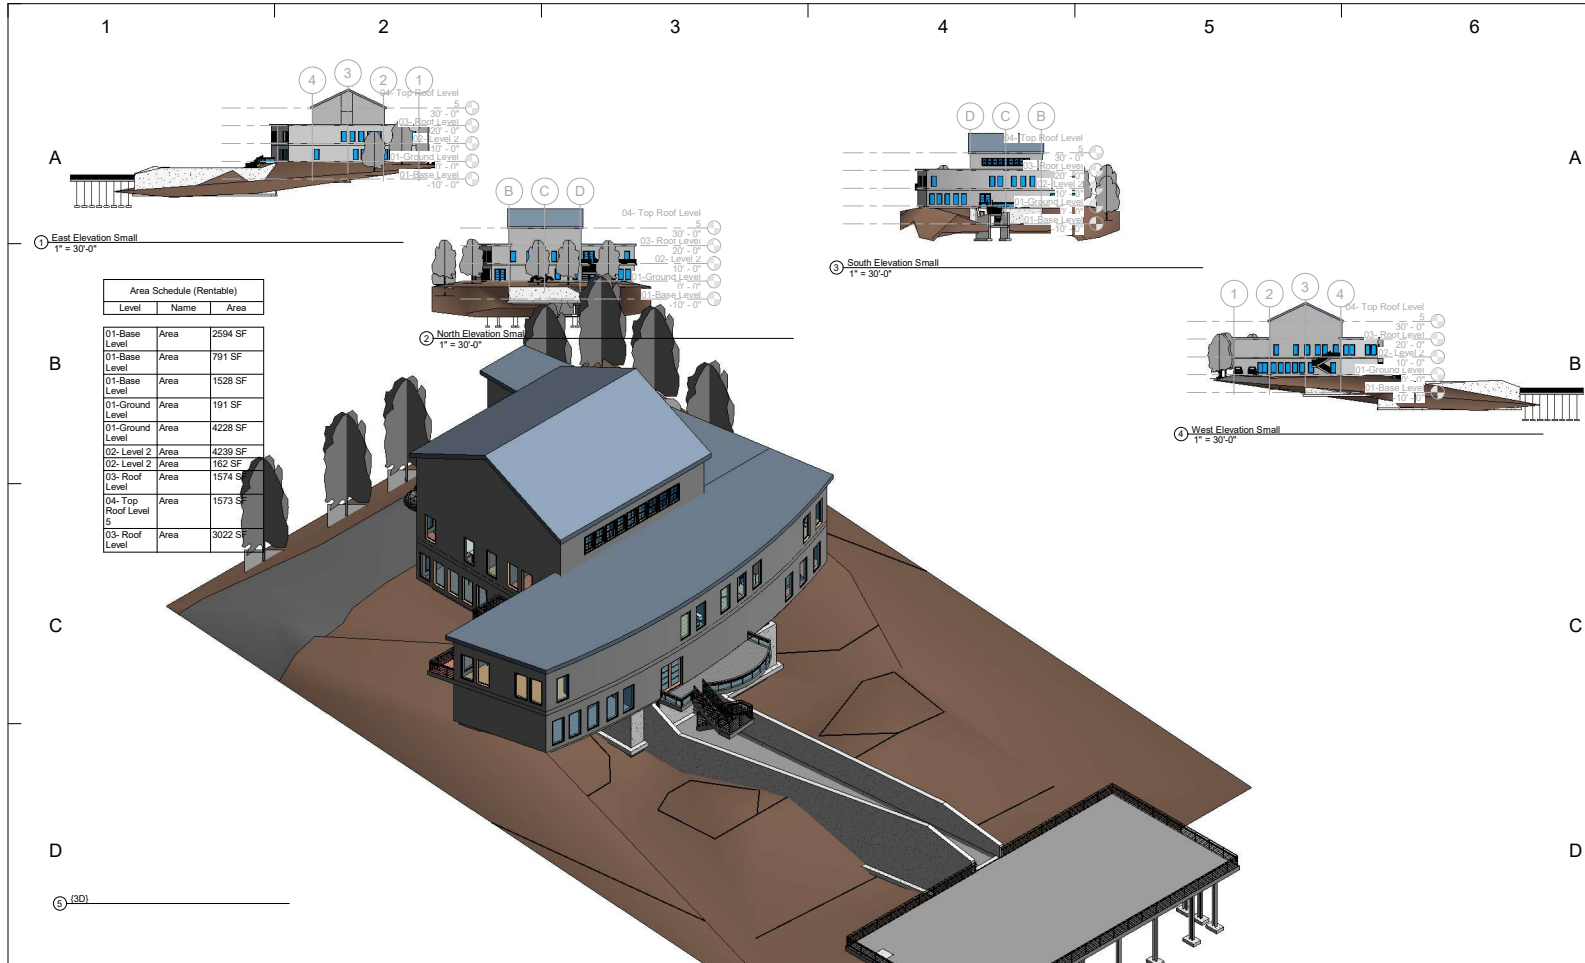 1 2 3 4 5 6
A A
B B
C C
D D
4 3 2 1
04- Top Roof Level
5
30' - 0"
03- Roof Level
20' - 0"
02- Level 2
10' - 0"
01-Ground Level
0' - 0"
01-Base Level
-10' - 0"
1 East Elevation Small
1" = 30'-0"
B C D
04- Top Roof Level
5
30' - 0"
03- Roof Level
20' - 0"
02- Level 2
10' - 0"
01-Ground Level
0' - 0"
01-Base Level
-10' - 0"
2 North Elevation Small
1" = 30'-0"
D C B
04- Top Roof Level
5
30' - 0"
03- Roof Level
20' - 0"
02- Level 2
10' - 0"
01-Ground Level
0' - 0"
01-Base Level
-10' - 0"
3 South Elevation Small
1" = 30'-0"
1 2 3 4
04- Top Roof Level
5
30' - 0"
03- Roof Level
20' - 0"
02- Level 2
10' - 0"
01-Ground Level
0' - 0"
01-Base Level
-10' - 0"
4 West Elevation Small
1" = 30'-0"
Area Schedule (Rentable)
Level Name Area
01-Base Level Area 2594 SF
01-Base Level Area 791 SF
01-Base Level Area 1528 SF
01-Ground Level Area 191 SF
01-Ground Level Area 4228 SF
02- Level 2 Area 4239 SF
02- Level 2 Area 162 SF
03- Roof Level Area 1574 SF
04- Top Roof Level 5 Area 1573 SF
03- Roof Level Area 3022 SF
5 {3D}